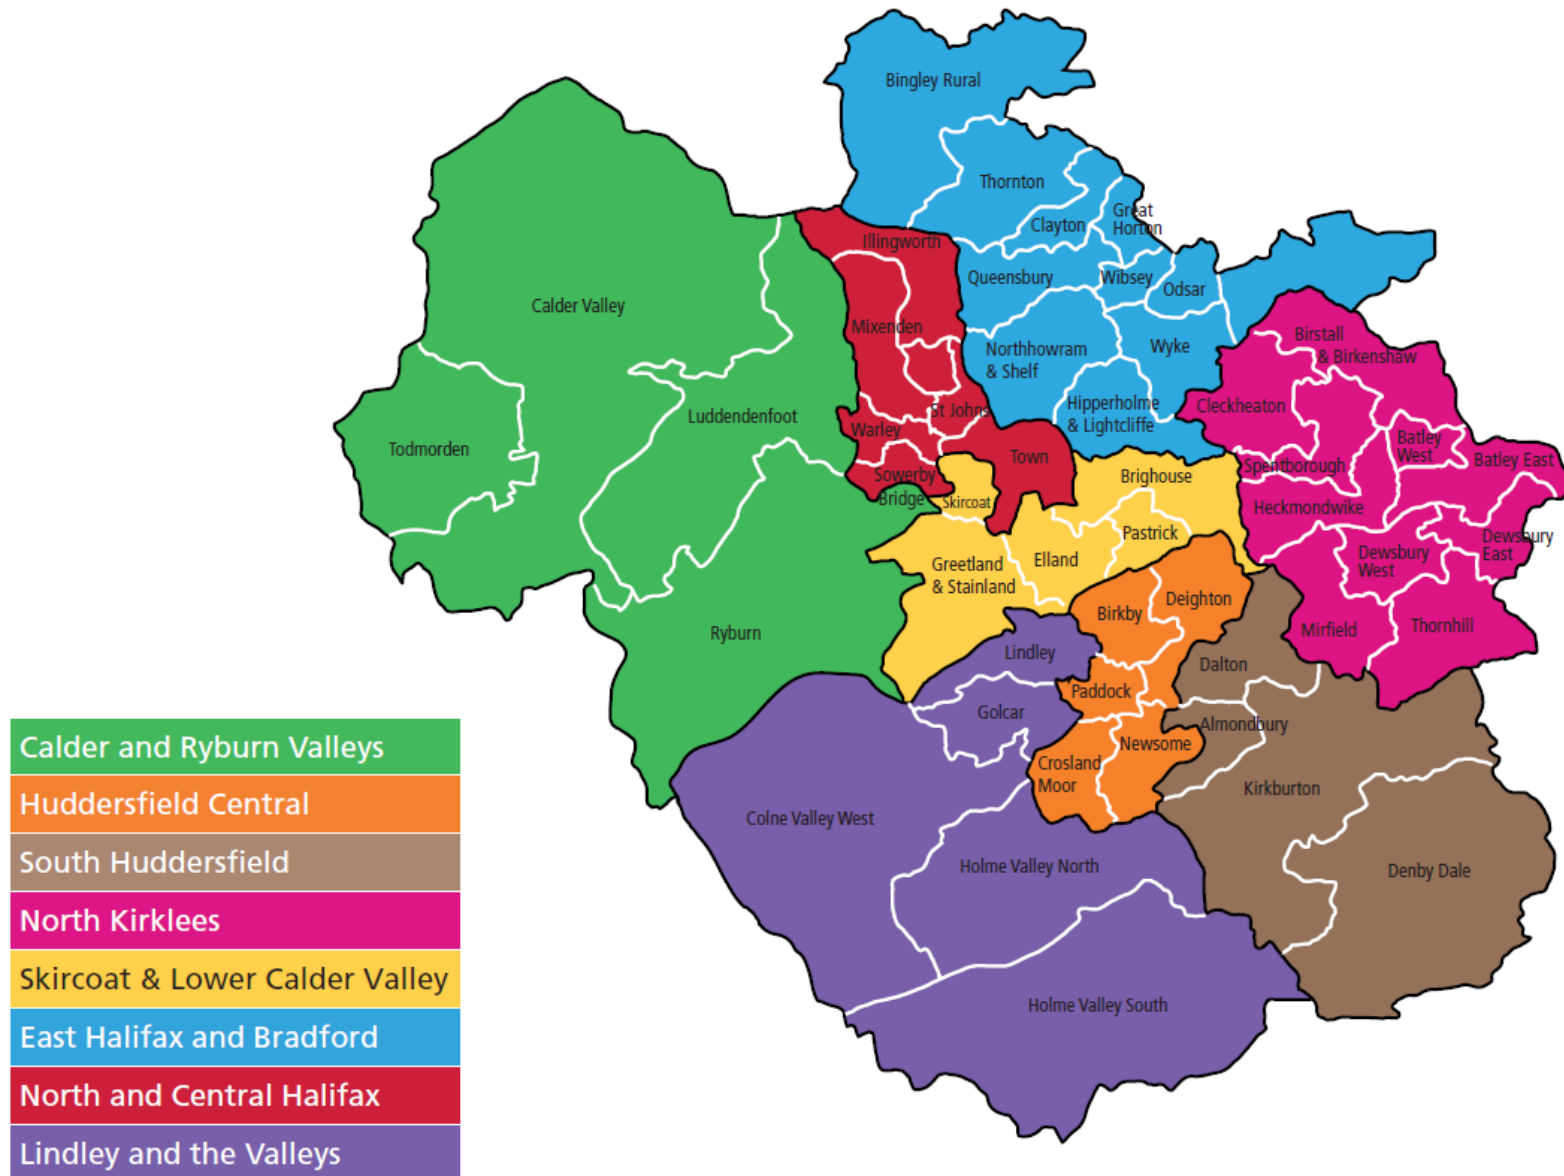 Bingley Rural
Thornton
Great
Horton
Clayton
Illingworth
Queensbury
Wibsey
Odsar
Calder Valley
Mixenden
Northhowram
& Shelf
Wyke
Birstall
& Birkenshaw
Luddendenfoot
St Johns
Hipperholme
& Lightcliffe
Cleckheaton
Todmorden
Warley
Town
Batley
West
Batley East
Sowerby
Bridge
Skircoat
Brighouse
Spentborough
Heckmondwike
Greetland
& Stainland
Elland
Pastrick
Dewsbury
West
Dewsbury
East
Ryburn
Birkby
Deighton
Mirfield
Thornhill
Lindley
Dalton
Paddock
Golcar
Almondbury
Newsome
Crosland
Moor
Kirkburton
Colne Valley West
Holme Valley North
Denby Dale
Holme Valley South
Calder and Ryburn Valleys
Huddersfield Central
South Huddersfield
North Kirklees
Skircoat & Lower Calder Valley
East Halifax and Bradford
North and Central Halifax
Lindley and the Valleys